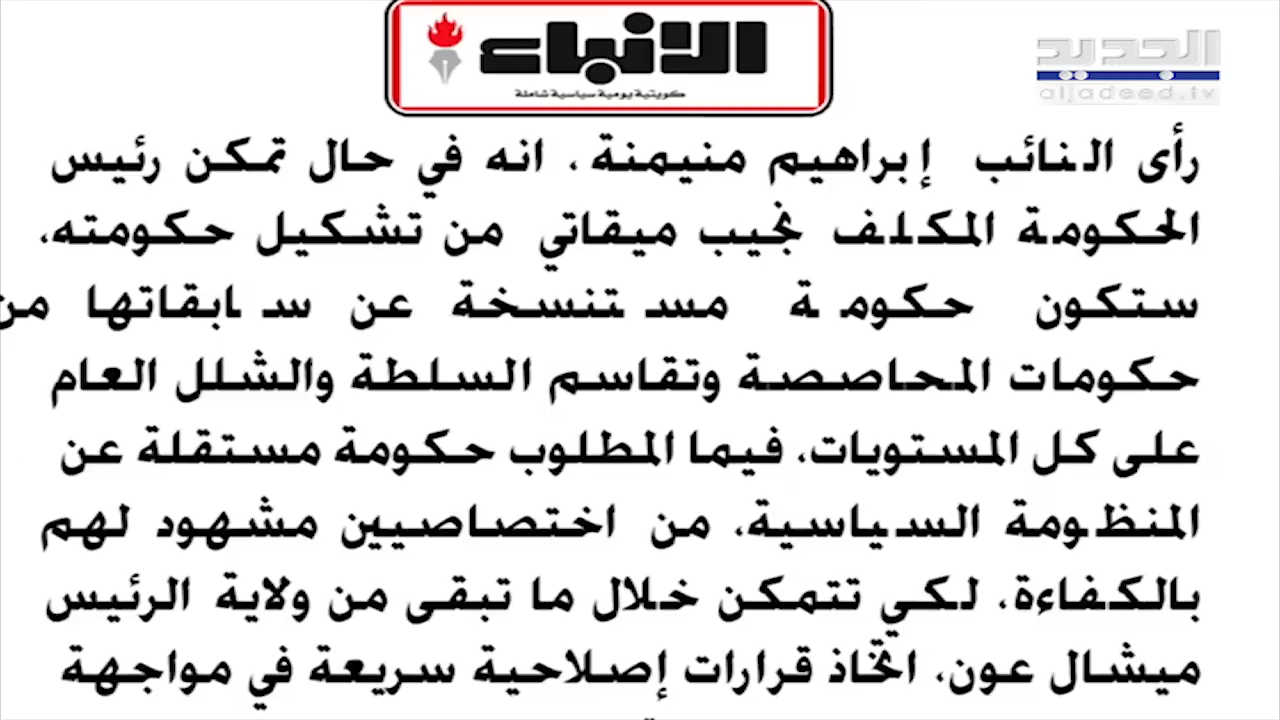 الانباء
كويتية يومية سياسية شاملة
الجديد
aljadeed.tv
رأى النائب إبراهيم منيمنة، انه في حال تمكن رئيس
الحكومة المكلف نجيب ميقاتي من تشكيل حكومته،
ستكون حكومة مستنسخة عن سابقاتها من
حكومات المحاصصة وتقاسم السلطة والشلل العام
على كل المستويات، فيما المطلوب حكومة مستقلة عن
المنظومة السياسية، من اختصاصيين مشهود لهم
بالكفاءة، لكي تتمكن خلال ما تبقى من ولاية الرئيس
ميشال عون، اتخاذ قرارات إصلاحية سريعة في مواجهة